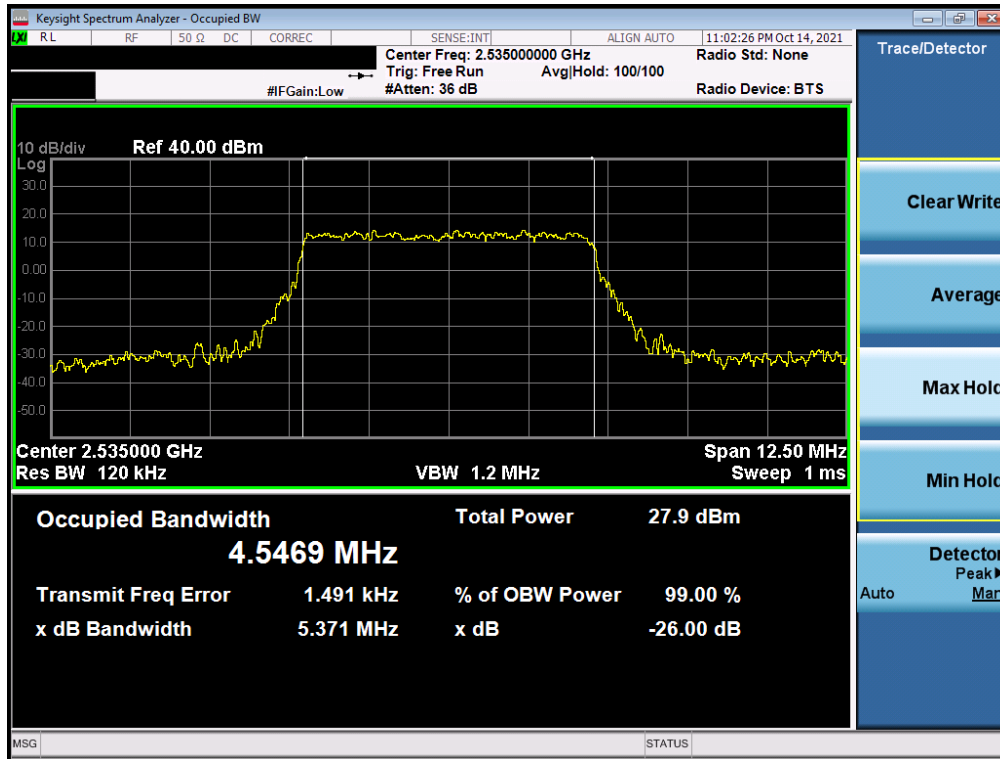 Keysight Spectrum Analyzer - Occupied BW
LXI RL RF 50 Ω DC CORREC SENSE:INT ALIGN AUTO 11:02:26 PM Oct 14, 2021
Center Freq: 2.535000000 GHz Radio Std: None
Trig: Free Run Avg|Hold: 100/100
#IFGain:Low #Atten: 36 dB Radio Device: BTS
Trace/Detector
10 dB/div Ref 40.00 dBm
Log
30.0
20.0
10.0
0.00
-10.0
-20.0
-30.0
-40.0
-50.0
Center 2.535000 GHz Span 12.50 MHz
Res BW 120 kHz VBW 1.2 MHz Sweep 1 ms
Occupied Bandwidth Total Power 27.9 dBm
4.5469 MHz
Transmit Freq Error 1.491 kHz % of OBW Power 99.00 %
x dB Bandwidth 5.371 MHz x dB -26.00 dB
Clear Write
Average
Max Hold
Min Hold
Detector
Peak
Auto Man
MSG STATUS